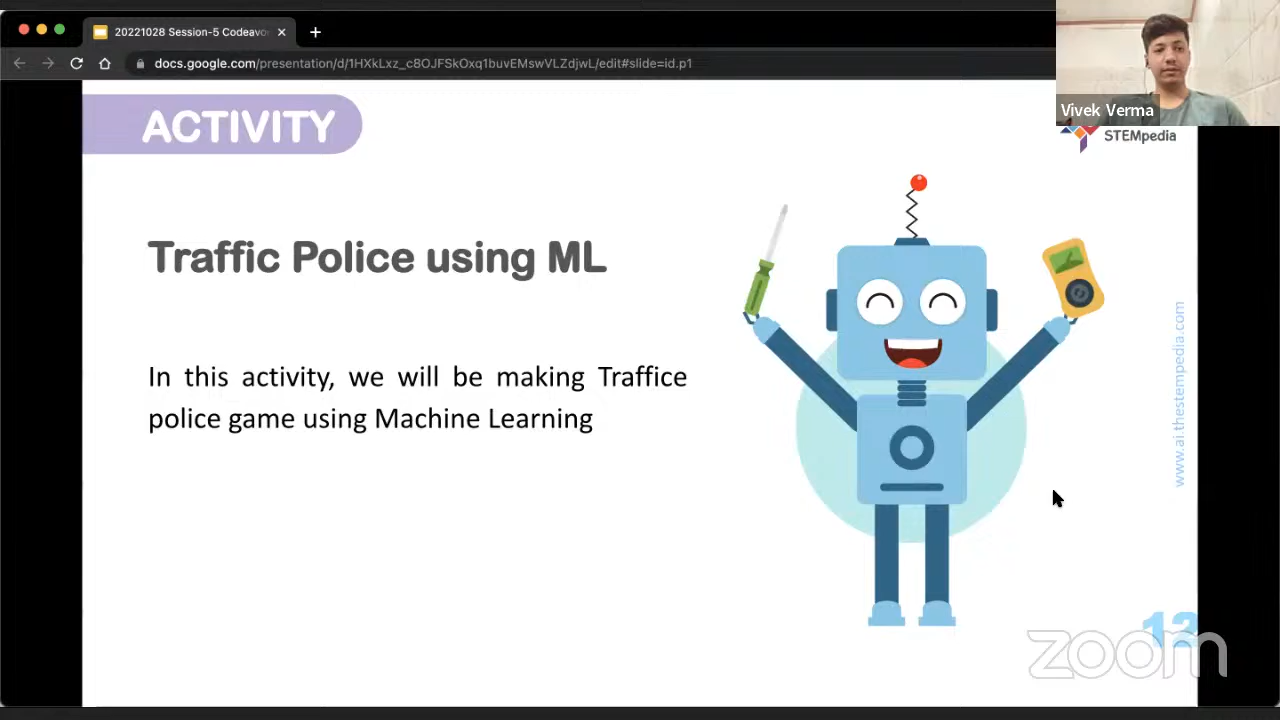 20221028 Session-5 Codeavo
docs.google.com/presentation/d/1HXkLxz_c8OJFSkOxq1buvEMswVLZdjwL/edit#slide=id.p1
Vivek Verma
STEMpedia
ACTIVITY
Traffic Police using ML
In this activity, we will be making Traffice
police game using Machine Learning
www.ai.thestempedia.com
12
zoom